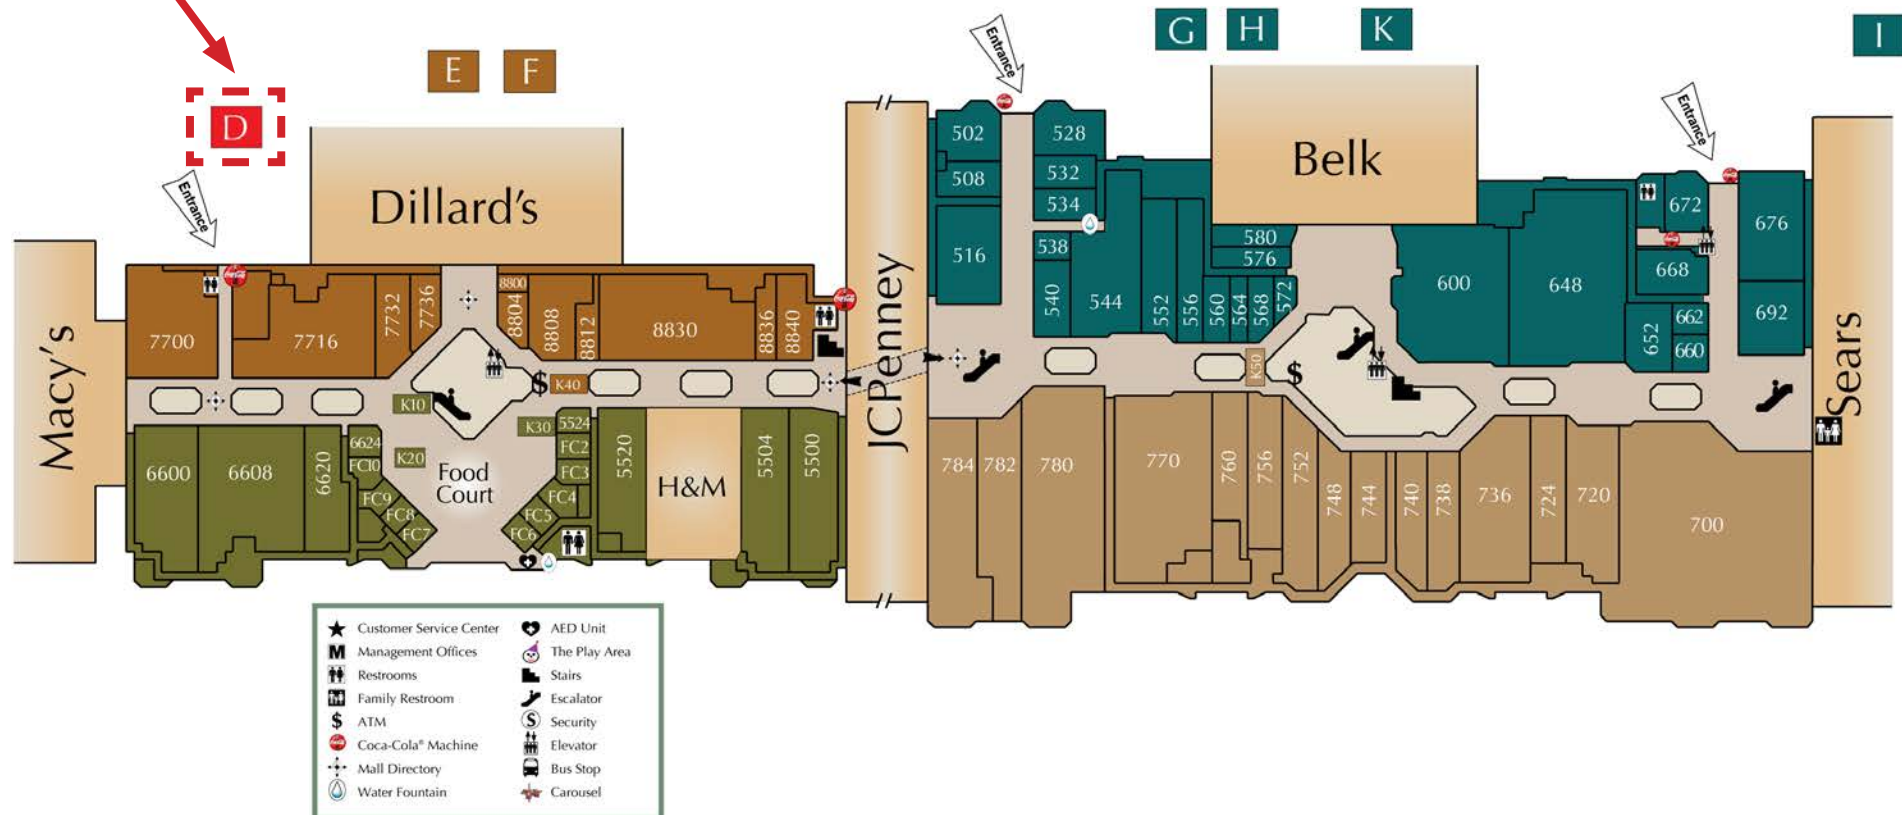 G H K I
E F
D
Entrance
Entrance
Entrance
Macy's
Dillard's
JCPenney
Belk
Sears
7700
7716
7732
7736
8800
8804
8808
8812
8830
8836
8840
K10
K40
K30
K20
6600
6608
6620
6624
FC10
FC9
FC8
FC7
Food
Court
5524
FC2
FC3
FC4
FC5
FC6
5520
H&M
5504
5500
502
508
516
528
532
534
538
540
544
552
556
560
564
568
572
576
580
K50
600
648
652
660
662
668
672
676
692
784
782
780
770
760
756
752
748
744
740
738
736
724
720
700
Customer Service Center
Management Offices
M
Restrooms
Family Restroom
$ ATM
Coca-Cola® Machine
Mall Directory
Water Fountain
AED Unit
The Play Area
Stairs
Escalator
S Security
Elevator
Bus Stop
Carousel
$
$